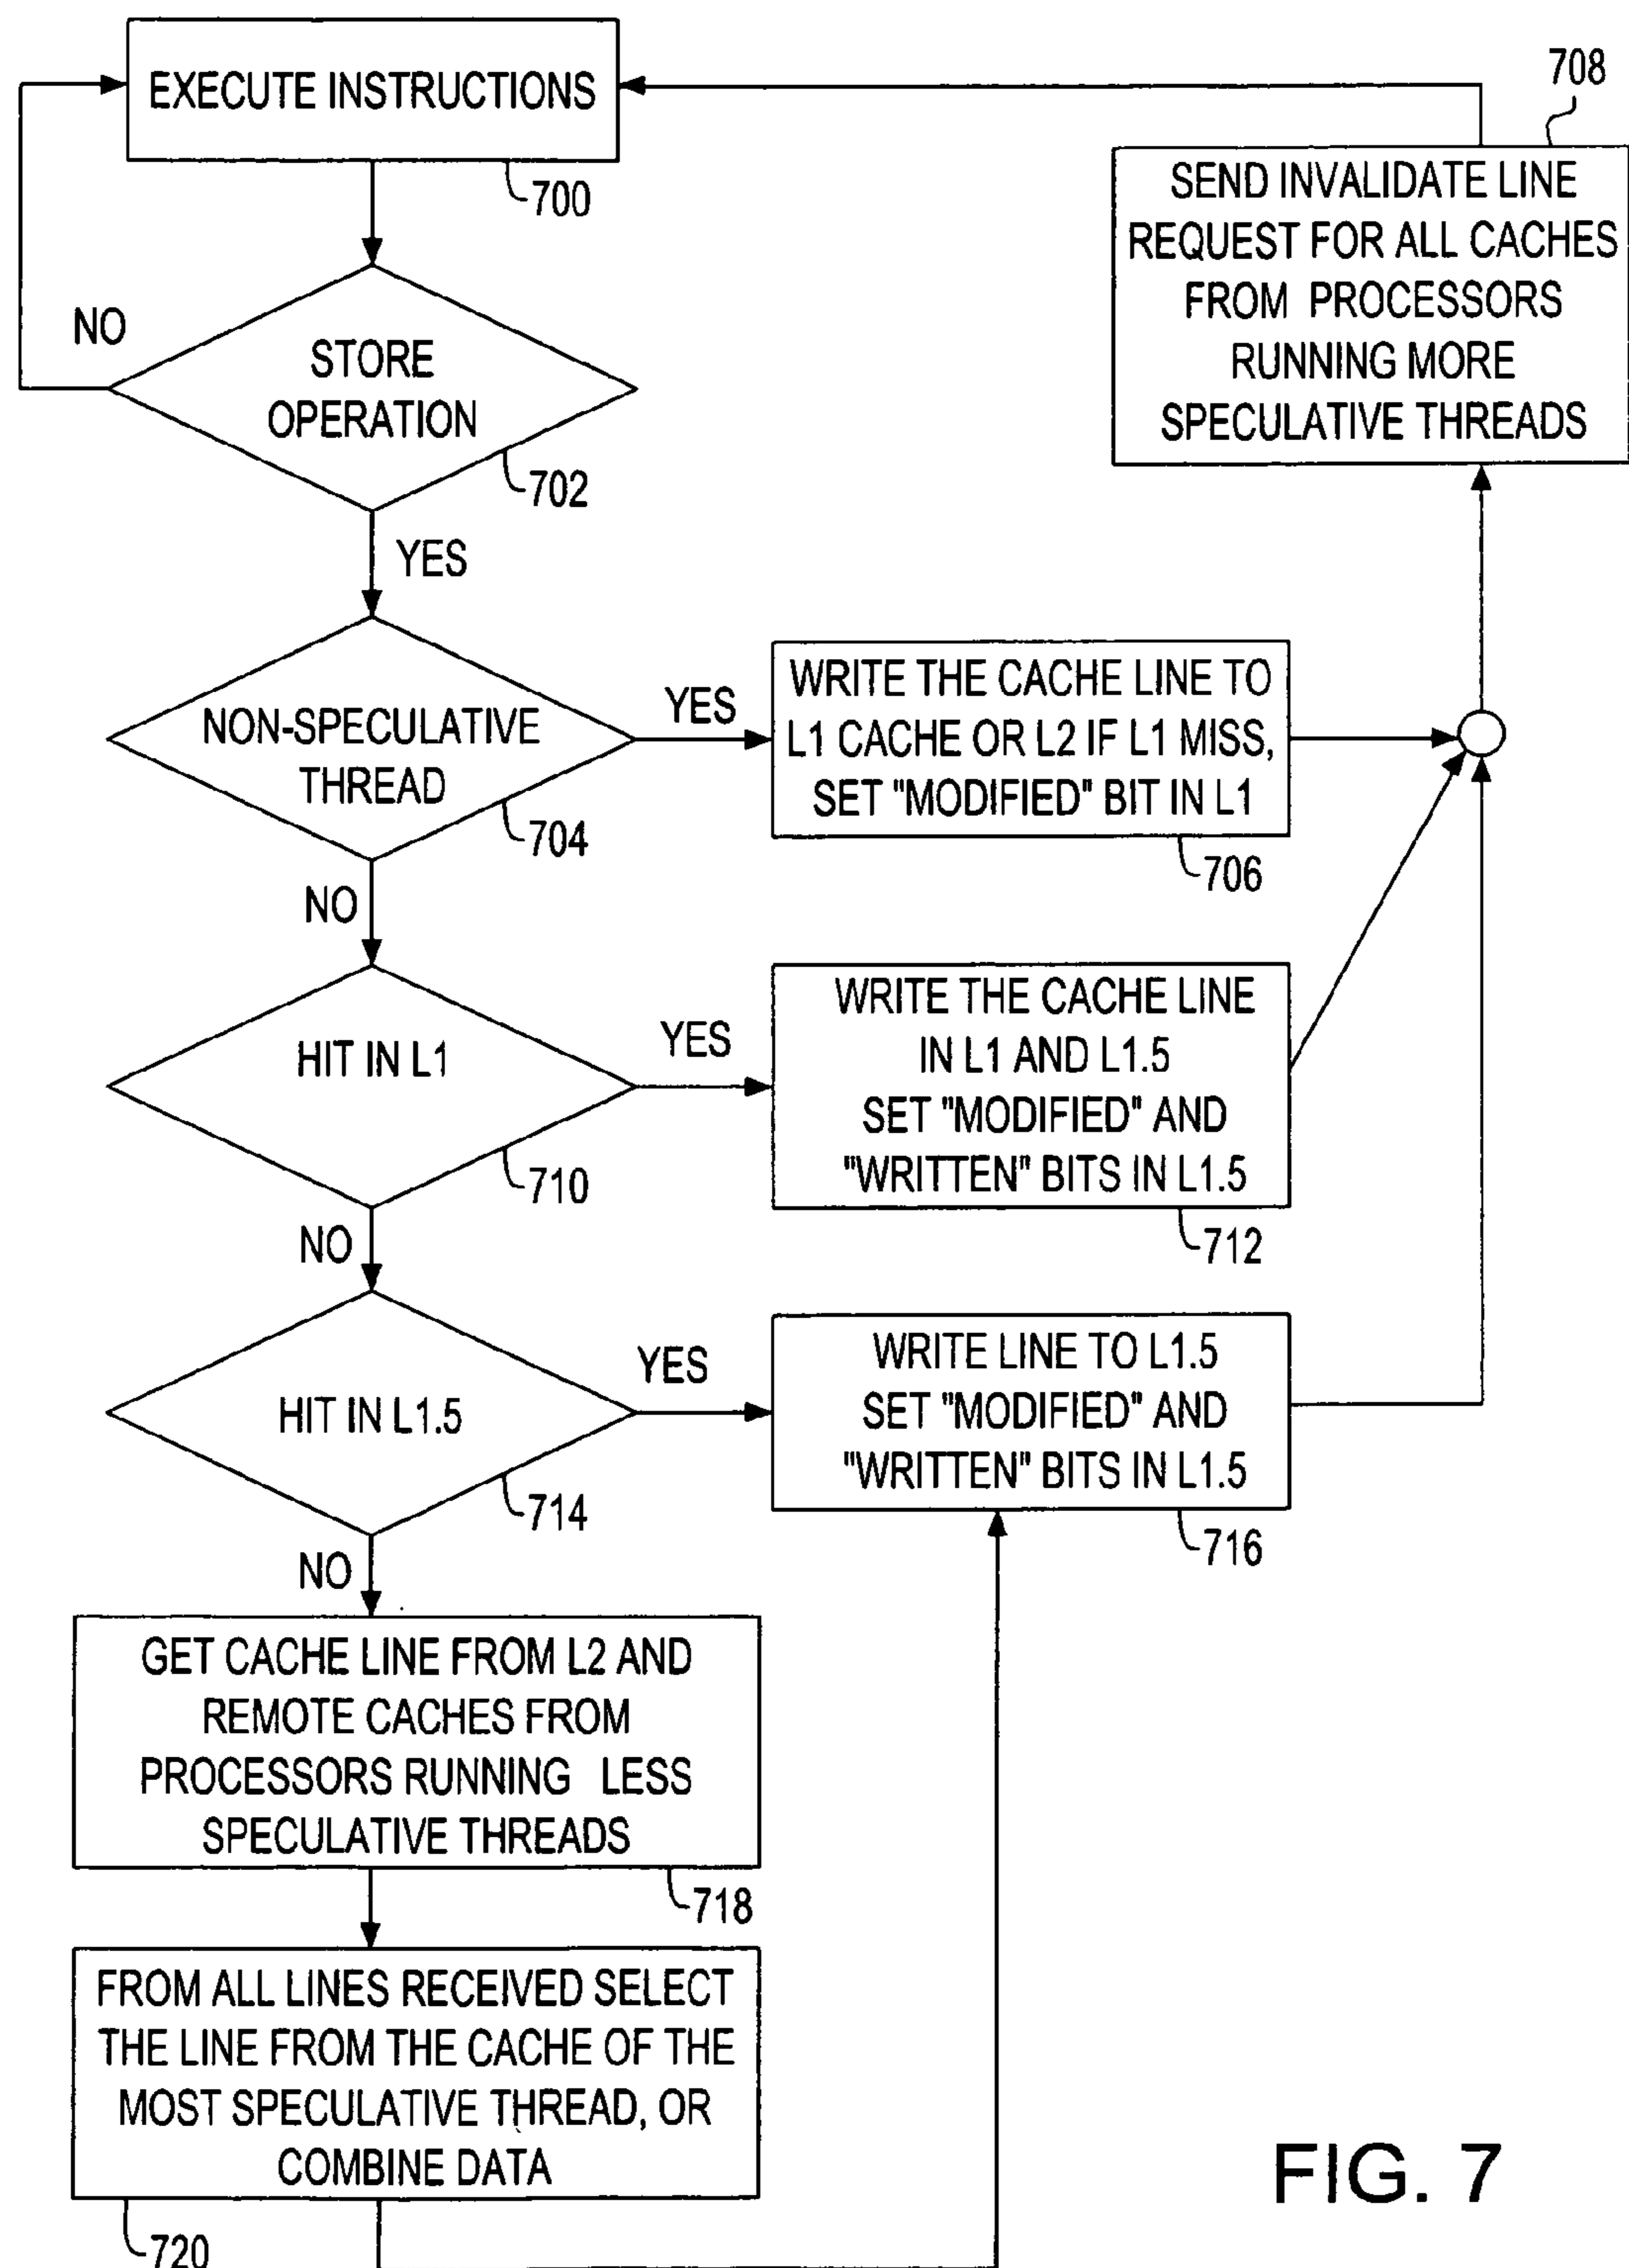 EXECUTE INSTRUCTIONS
700
708
SEND INVALIDATE LINE
REQUEST FOR ALL CACHES
FROM PROCESSORS
RUNNING MORE
SPECULATIVE THREADS
NO
STORE
OPERATION
702
YES
NON-SPECULATIVE
THREAD
704
YES
WRITE THE CACHE LINE TO
L1 CACHE OR L2 IF L1 MISS,
SET "MODIFIED" BIT IN L1
706
NO
HIT IN L1
710
YES
WRITE THE CACHE LINE
IN L1 AND L1.5
SET "MODIFIED" AND
"WRITTEN" BITS IN L1.5
712
NO
HIT IN L1.5
714
YES
WRITE LINE TO L1.5
SET "MODIFIED" AND
"WRITTEN" BITS IN L1.5
716
NO
GET CACHE LINE FROM L2 AND
REMOTE CACHES FROM
PROCESSORS RUNNING LESS
SPECULATIVE THREADS
718
FROM ALL LINES RECEIVED SELECT
THE LINE FROM THE CACHE OF THE
MOST SPECULATIVE THREAD, OR
COMBINE DATA
720
FIG. 7